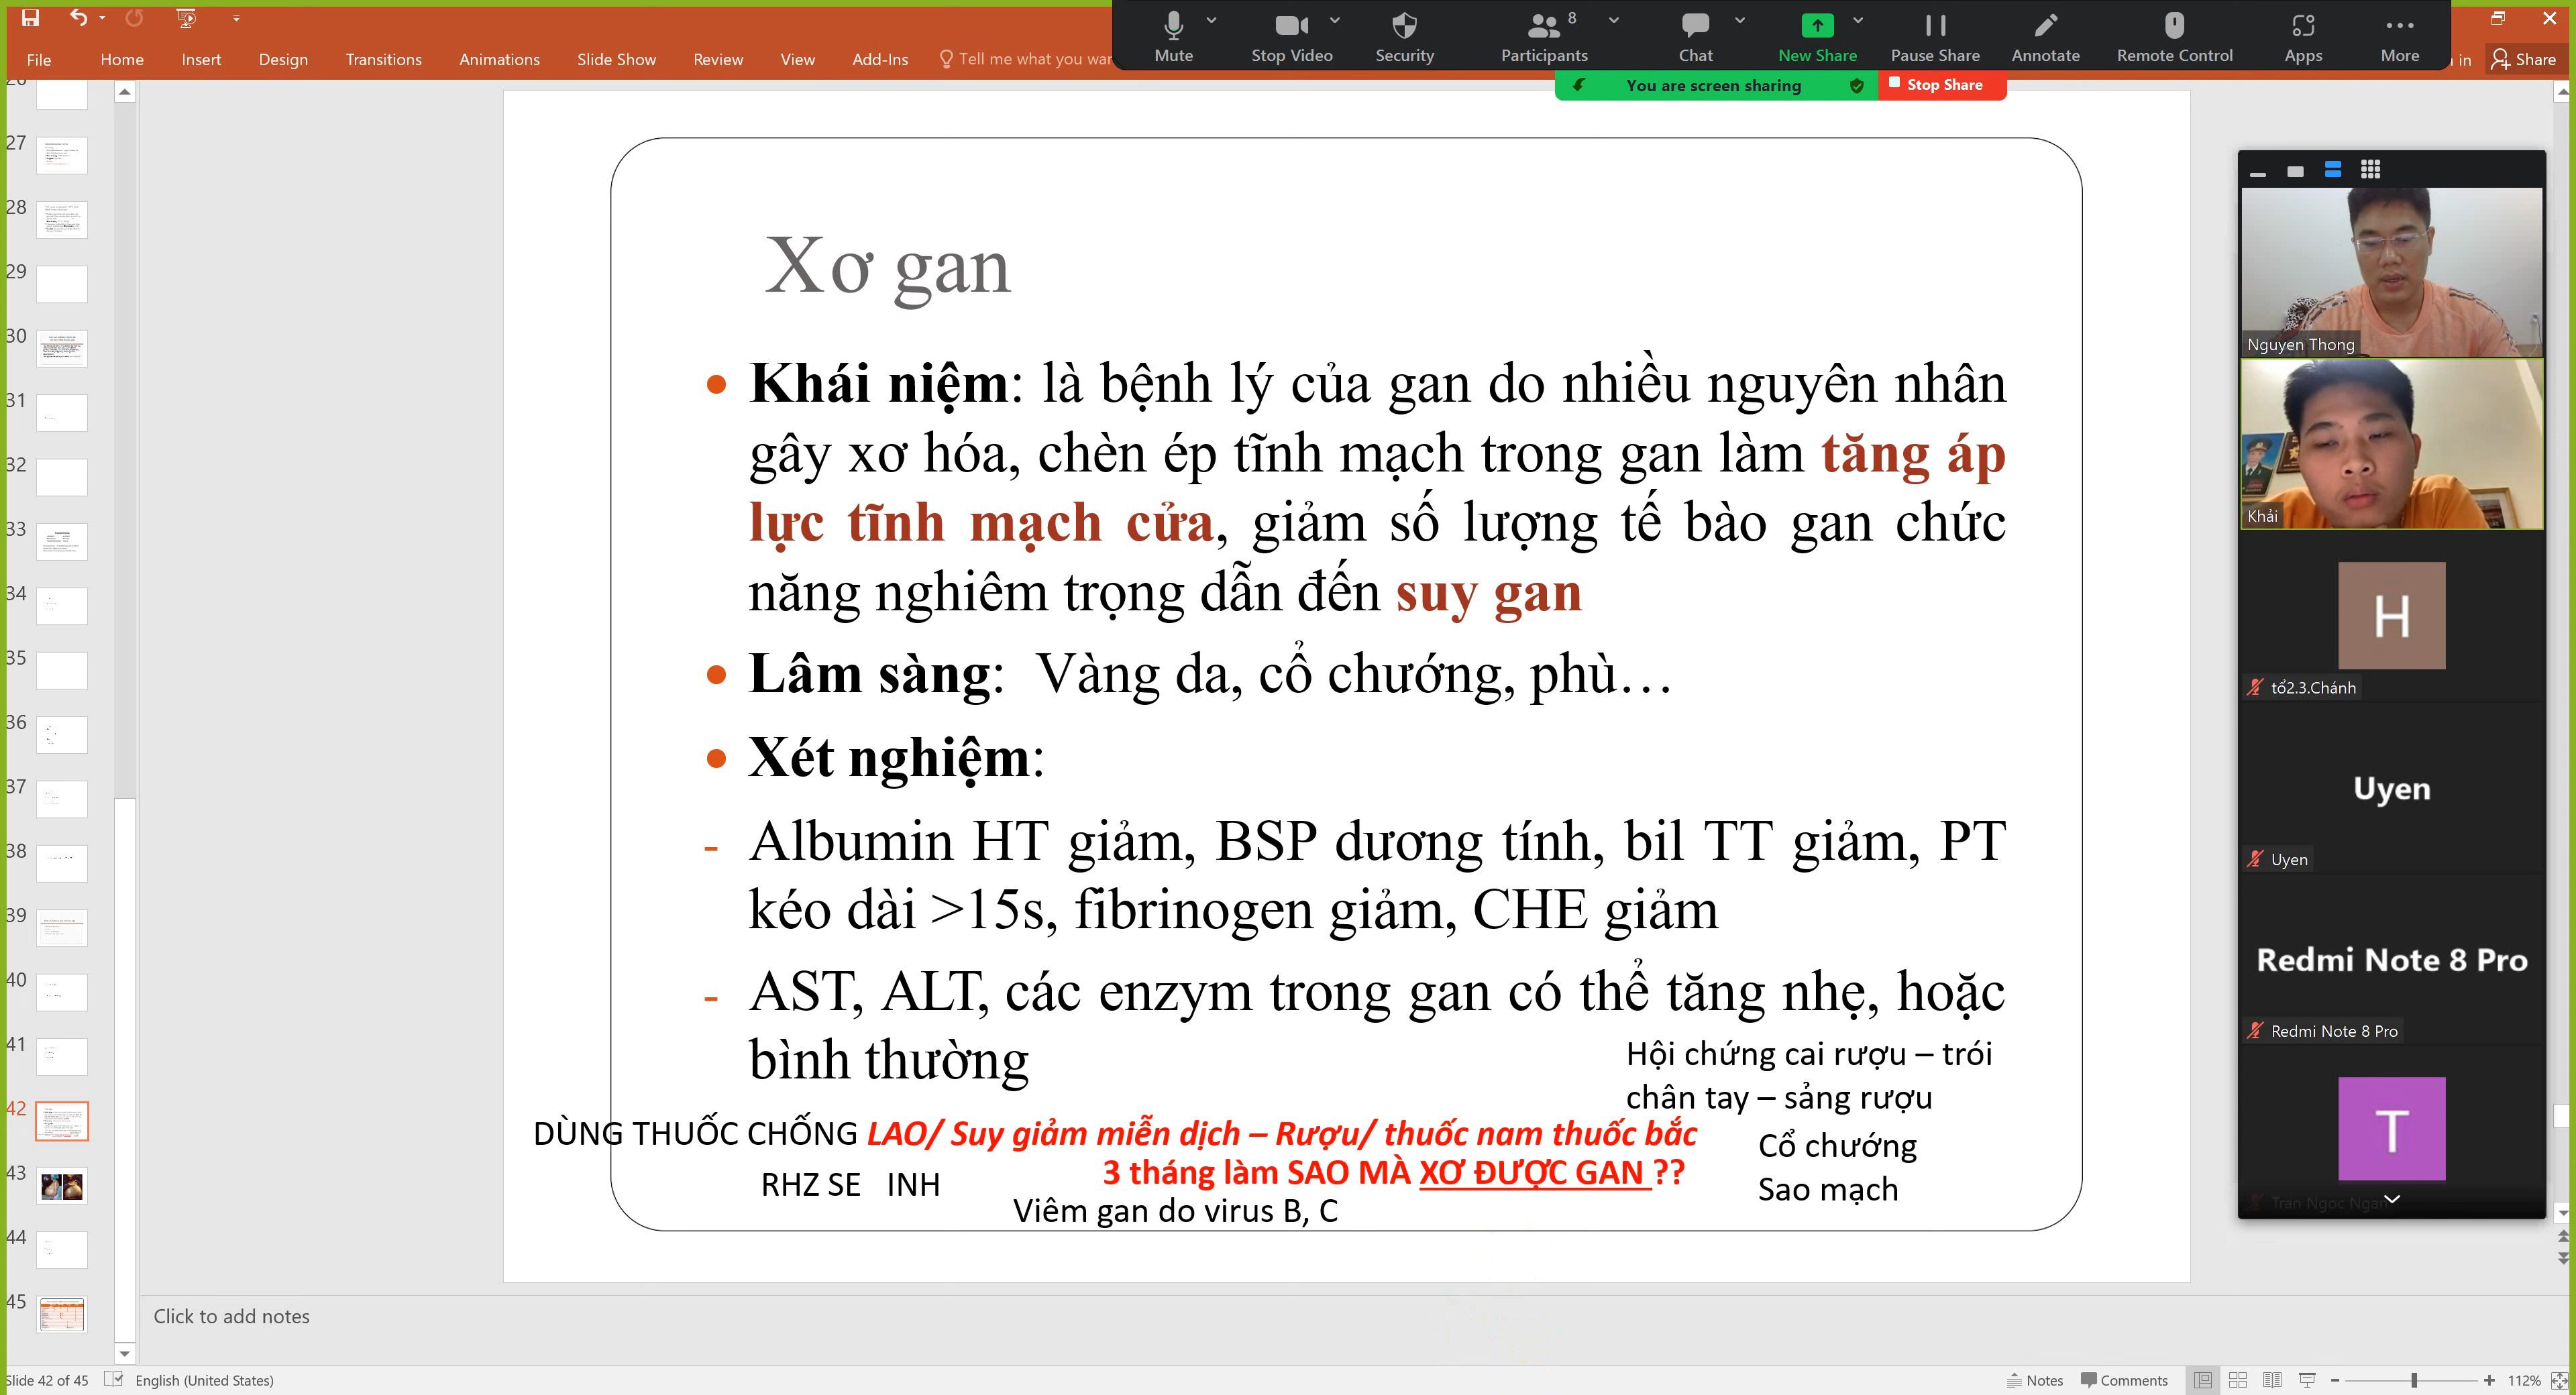 File Home Insert Design Transitions Animations Slide Show Review View Add-Ins Tell me what you wan
Mute Stop Video Security Participants 8 Chat New Share Pause Share Annotate Remote Control Apps More
in Share
You are screen sharing Stop Share
27
28
29
30
31
32
33
34
35
36
37
38
39
40
41
42
43
44
45
Xơ gan
Khái niệm: là bệnh lý của gan do nhiều nguyên nhân
gây xơ hóa, chèn ép tĩnh mạch trong gan làm tăng áp
lực tĩnh mạch cửa, giảm số lượng tế bào gan chức
năng nghiêm trọng dẫn đến suy gan
Lâm sàng: Vàng da, cổ chướng, phù…
Xét nghiệm:
- Albumin HT giảm, BSP dương tính, bil TT giảm, PT
kéo dài >15s, fibrinogen giảm, CHE giảm
- AST, ALT, các enzym trong gan có thể tăng nhẹ, hoặc
bình thường
Hội chứng cai rượu – trói
chân tay – sảng rượu
DÙNG THUỐC CHỐNG LAO/ Suy giảm miễn dịch – Rượu/ thuốc nam thuốc bắc
3 tháng làm SAO MÀ XƠ ĐƯỢC GAN ??
Cổ chướng
Sao mạch
RHZ SE INH
Viêm gan do virus B, C
Nguyen Thong
Khải
H
tổ2.3.Chánh
Uyen
Uyen
Redmi Note 8 Pro
Redmi Note 8 Pro
T
Tran Ngoc Ngan
Click to add notes
Slide 42 of 45 English (United States) Notes Comments 112%